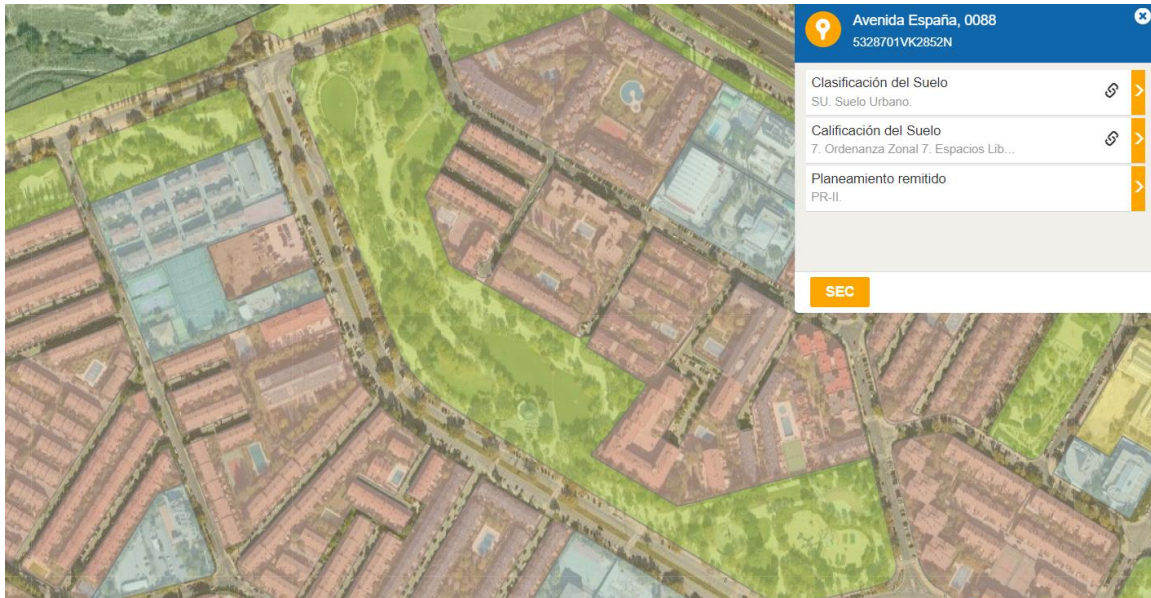 Avenida España, 0088
5328701VK2852N
Clasificación del Suelo
SU. Suelo Urbano.
Calificación del Suelo
7. Ordenanza Zonal 7. Espacios Lib...
Planeamiento remitido
PR-II.
SEC